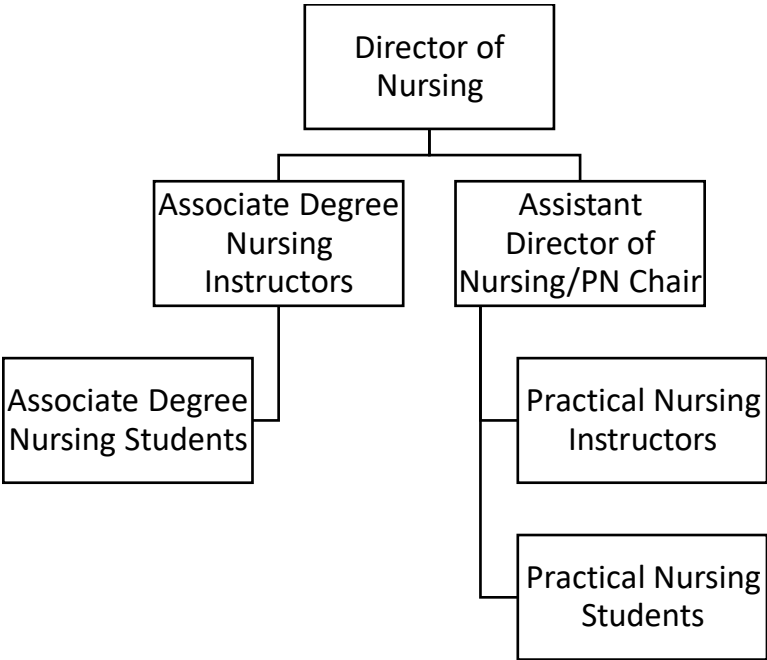 Director of
Nursing
Associate Degree
Nursing
Instructors
Assistant
Director of
Nursing/PN Chair
Associate Degree
Nursing Students
Practical Nursing
Instructors
Practical Nursing
Students